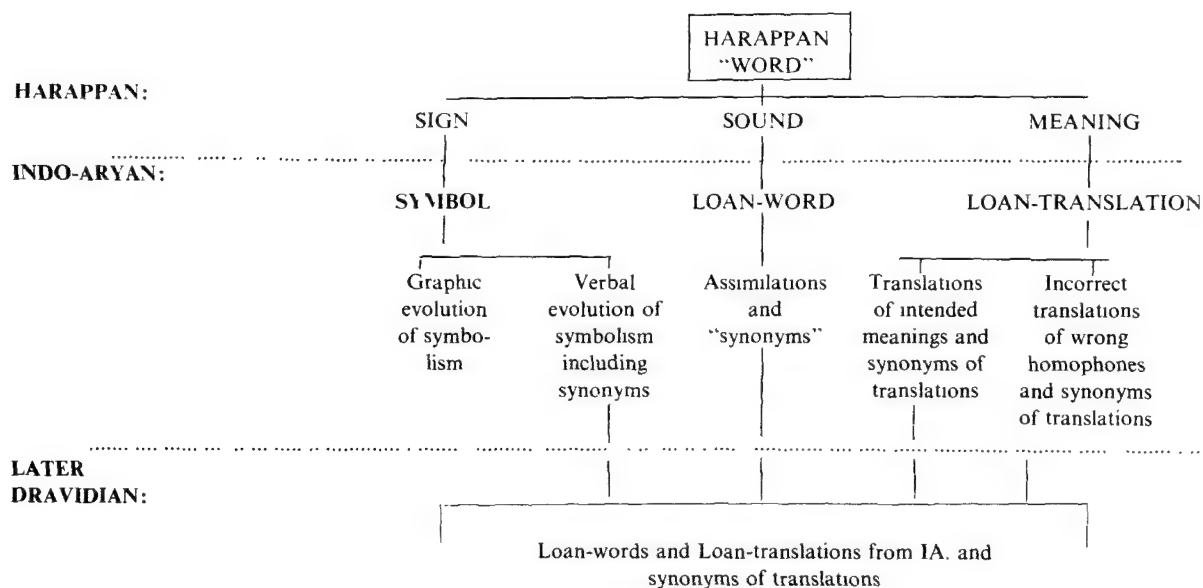 HARAPPAN
"WORD"
HARAPPAN:
SIGN SOUND MEANING
INDO-ARYAN:
SYMBOL LOAN-WORD LOAN-TRANSLATION
Graphic
evolution
of symbo-
lism
Verbal
evolution of
symbolism
including
synonyms
Assimilations
and
"synonyms"
Translations
of intended
meanings and
synonyms of
translations
Incorrect
translations
of wrong
homophones
and synonyms
of translations
LATER
DRAVIDIAN:
Loan-words and Loan-translations from IA. and
synonyms of translations